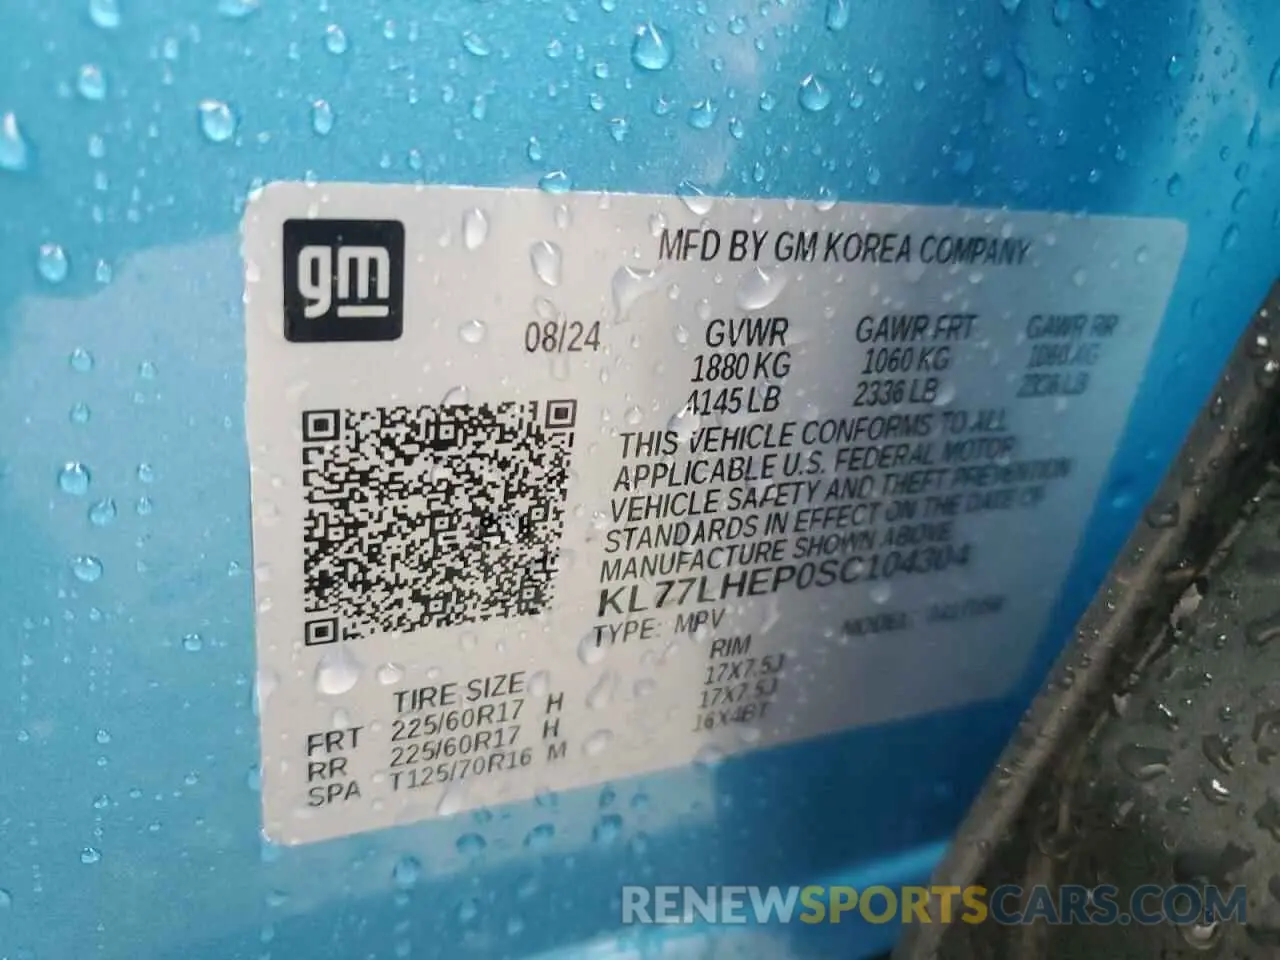 gm
MFD BY GM KOREA COMPANY
08/24 GVWR GAWR FRT GAWR RR
1880 KG 1060 KG 1060 KG
4145 LB 2336 LB 2336 LB
THIS VEHICLE CONFORMS TO ALL
APPLICABLE U.S. FEDERAL MOTOR
VEHICLE SAFETY AND THEFT PREVENTION
STANDARDS IN EFFECT ON THE DATE OF
MANUFACTURE SHOWN ABOVE
KL77LHEP0SC104304
TYPE: MPV MODEL:
TIRE SIZE RIM
FRT 225/60R17 H 17X7.5J
RR 225/60R17 H 17X7.5J
SPA T125/70R16 M 16X4BT
RENEWSPORTSCARS.COM